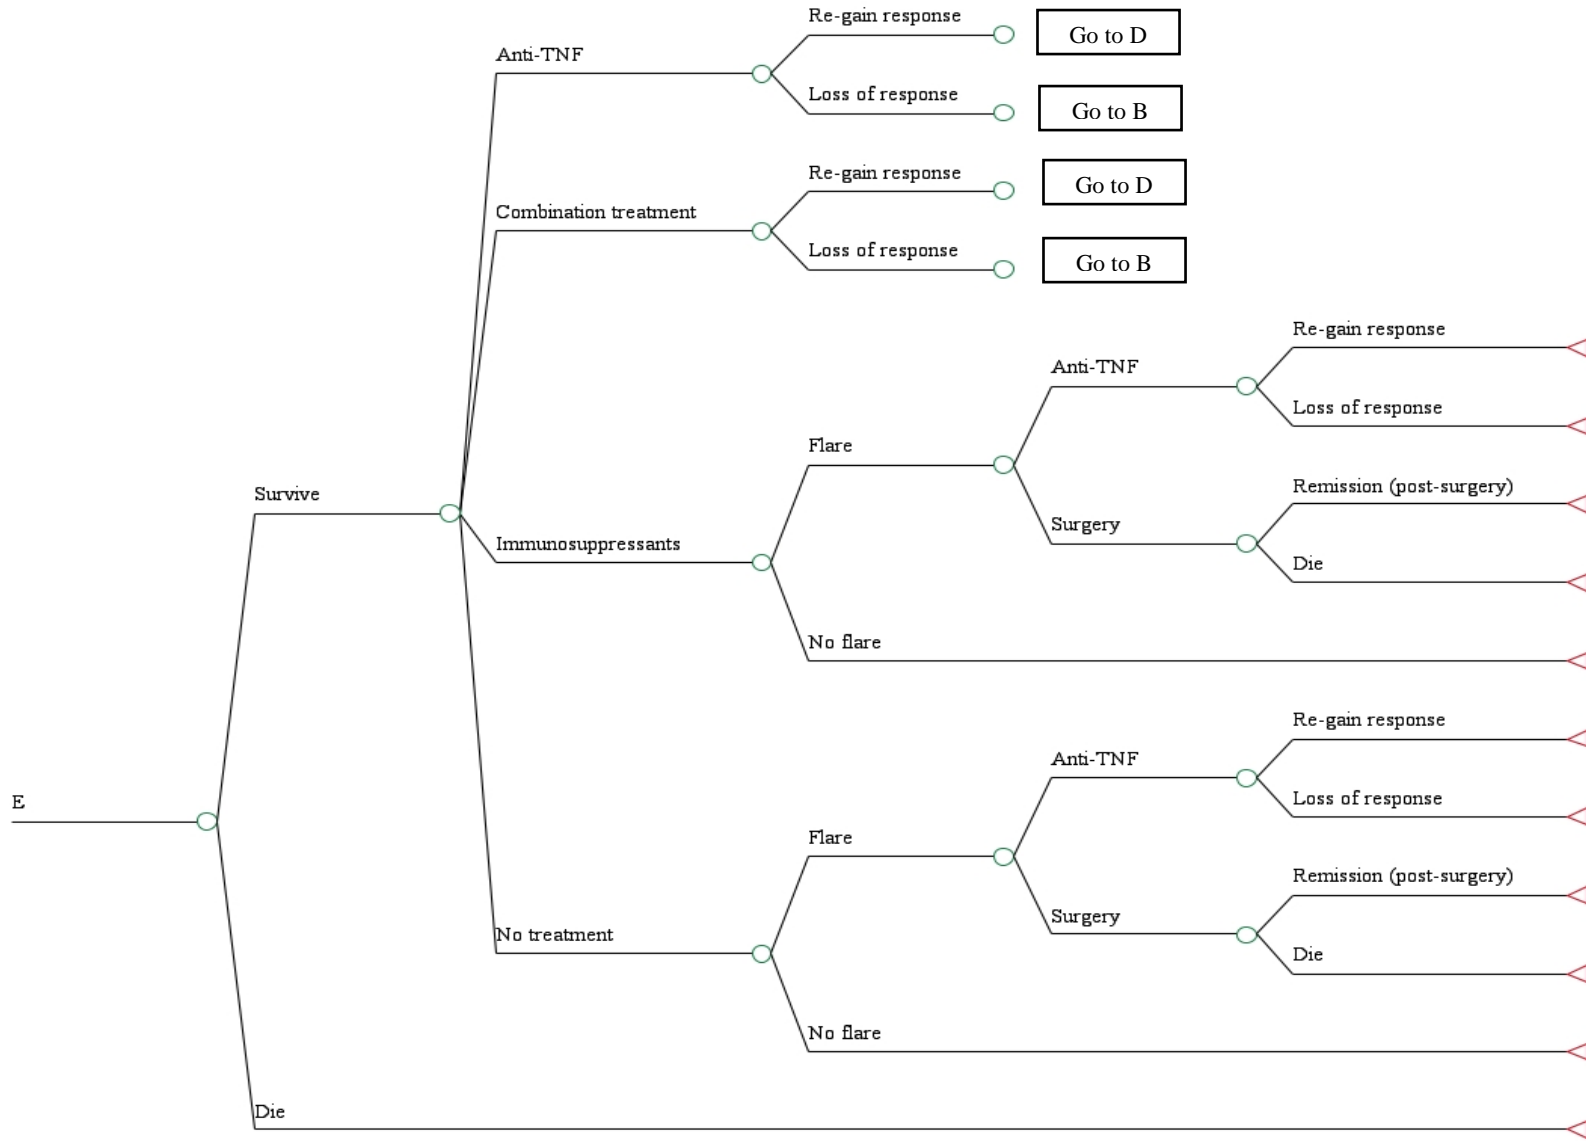 Re-gain response
Go to D
Anti-TNF
Loss of response
Go to B
Re-gain response
Go to D
Combination treatment
Loss of response
Go to B
Re-gain response
Anti-TNF
Loss of response
Flare
Remission (post-surgery)
Survive
Surgery
Immunosuppressants
Die
No flare
Re-gain response
Anti-TNF
Loss of response
E
Flare
Remission (post-surgery)
Surgery
No treatment
Die
No flare
Die